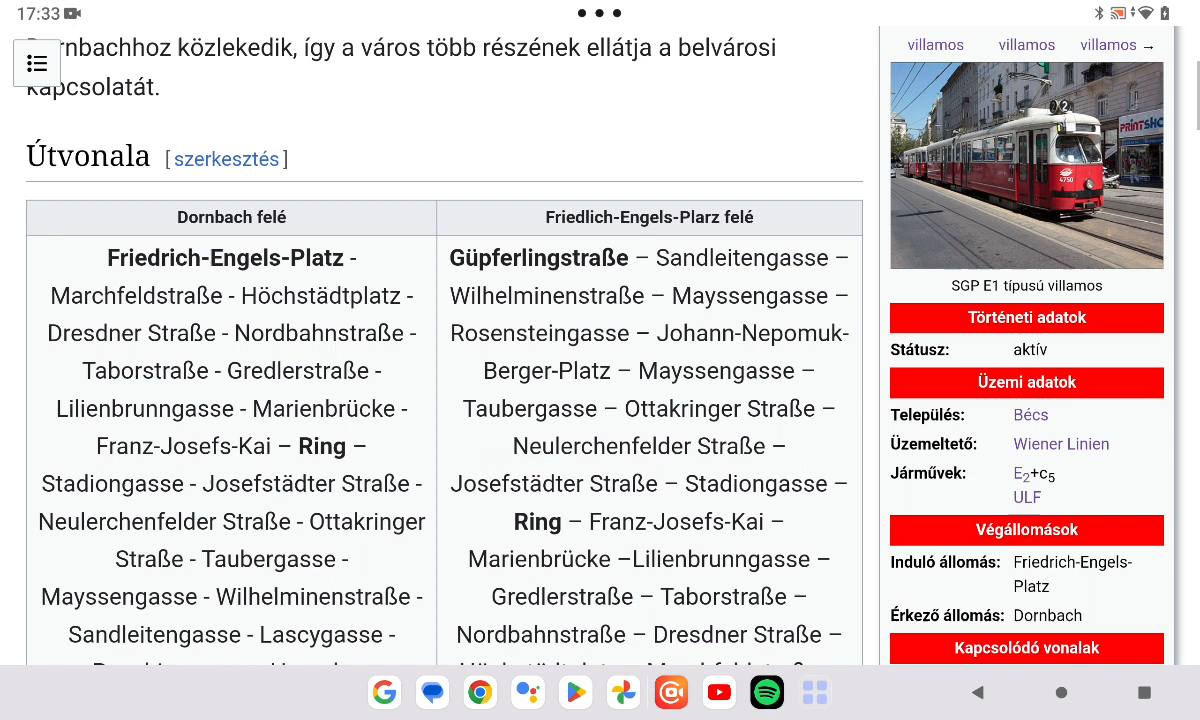 17:33
Dornbachhoz közlekedik, így a város több részének ellátja a belvárosi
kapcsolatát.
Útvonala [szerkesztés]
Dornbach felé
Friedlich-Engels-Plarz felé
Friedrich-Engels-Platz -
Marchfeldstraße - Höchstädtplatz -
Dresdner Straße - Nordbahnstraße -
Taborstraße - Gredlerstraße -
Lilienbrunngasse - Marienbrücke -
Franz-Josefs-Kai – Ring –
Stadiongasse - Josefstädter Straße -
Neulerchenfelder Straße - Ottakringer
Straße - Taubergasse -
Mayssengasse - Wilhelminenstraße -
Sandleitengasse - Lascygasse -
Güpferlingstraße – Sandleitengasse –
Wilhelminenstraße – Mayssengasse –
Rosensteingasse – Johann-Nepomuk-
Berger-Platz – Mayssengasse –
Taubergasse – Ottakringer Straße –
Neulerchenfelder Straße –
Josefstädter Straße – Stadiongasse –
Ring – Franz-Josefs-Kai –
Marienbrücke –Lilienbrunngasse –
Gredlerstraße – Taborstraße –
Nordbahnstraße – Dresdner Straße –
villamos villamos villamos →
2 2
PRINTSHO
4750
SGP E1 típusú villamos
Történeti adatok
Státusz: aktív
Üzemi adatok
Település: Bécs
Üzemeltető: Wiener Linien
Járművek: E2+c5
ULF
Végállomások
Induló állomás: Friedrich-Engels-
Platz
Érkező állomás: Dornbach
Kapcsolódó vonalak